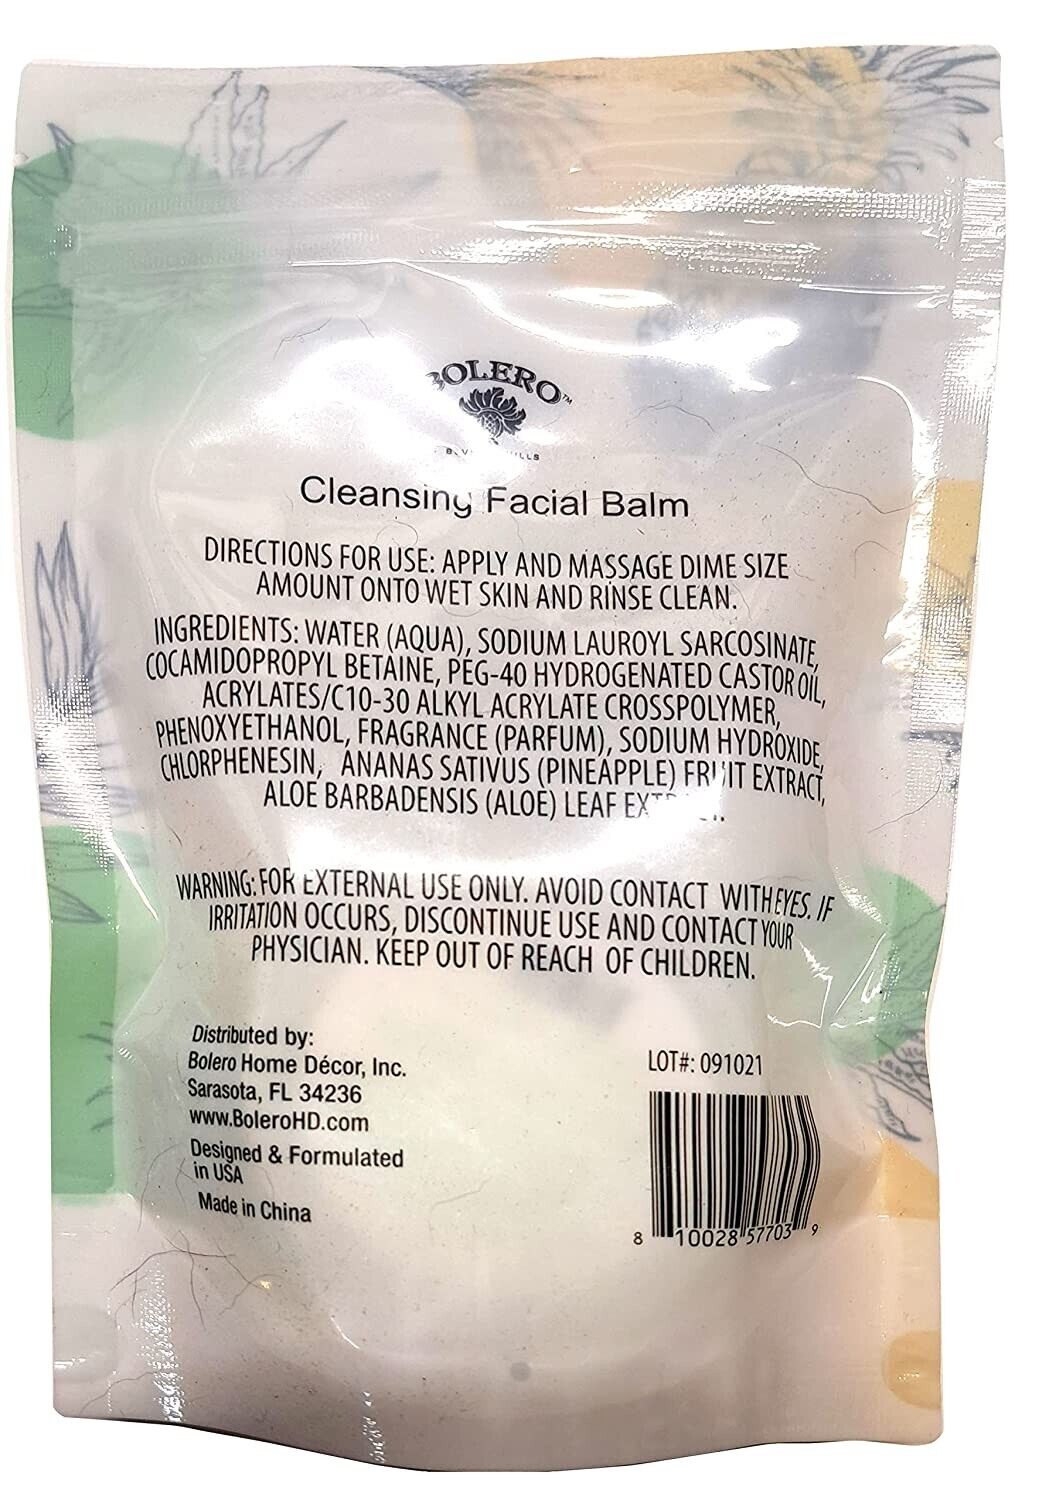 BOLERO™
Cleansing Facial Balm
DIRECTIONS FOR USE: APPLY AND MASSAGE DIME SIZE
AMOUNT ONTO WET SKIN AND RINSE CLEAN.
INGREDIENTS: WATER (AQUA), SODIUM LAUROYL SARCOSINATE,
COCAMIDOPROPYL BETAINE, PEG-40 HYDROGENATED CASTOR OIL,
ACRYLATES/C10-30 ALKYL ACRYLATE CROSSPOLYMER,
PHENOXYETHANOL, FRAGRANCE (PARFUM), SODIUM HYDROXIDE,
CHLORPHENESIN, ANANAS SATIVUS (PINEAPPLE) FRUIT EXTRACT,
ALOE BARBADENSIS (ALOE) LEAF
WARNING: FOR EXTERNAL USE ONLY. AVOID CONTACT WITH EYES. IF
IRRITATION OCCURS, DISCONTINUE USE AND CONTACT YOUR
PHYSICIAN. KEEP OUT OF REACH OF CHILDREN.
Distributed by:
Bolero Home Décor, Inc.
Sarasota, FL 34236
www.BoleroHD.com
Designed & Formulated
in USA
Made in China
LOT#: 091021
8 10028 57703 9